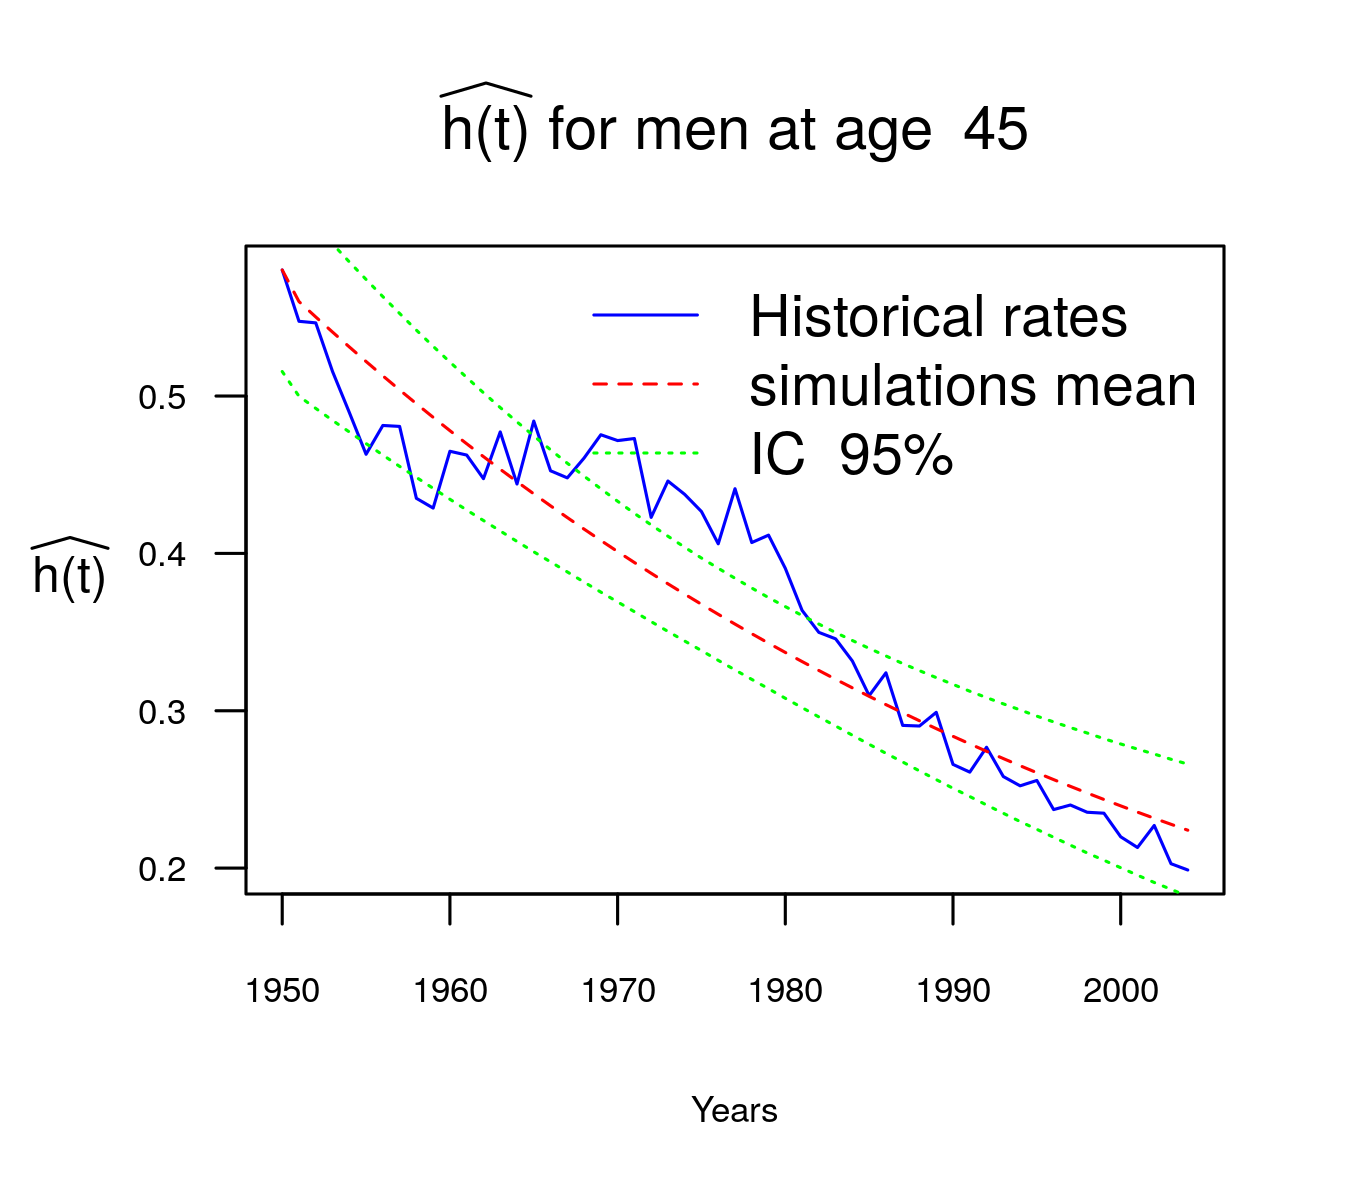 h(t) for men at age 45
Historical rates
simulations mean
IC 95%
0.5
0.4
0.3
0.2
h(t)
1950 1960 1970 1980 1990 2000
Years